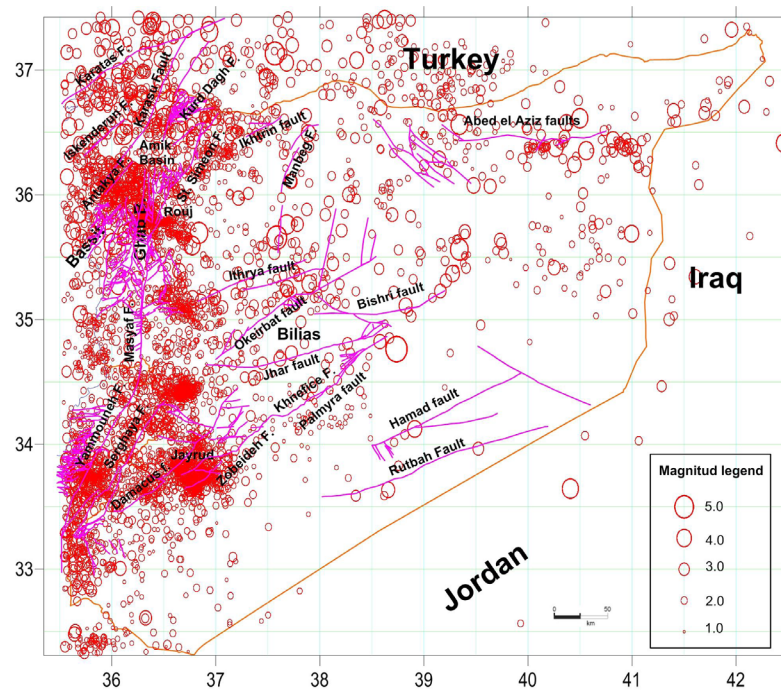 37
36
35
34
33
Turkey
Karatas F.
Karasu Fault
Kurd Dagh F.
Iskenderun F.
Amik
Basin
St. Simeon F.
Ikhtrin fault
Manbeg F.
Abed el Aziz faults
Antakya F.
Rouj
Bassit
Ghab F.
Iraq
Ithrya fault
Okeirbat fault
Bishri fault
Bilias
Masyaf F.
Jhar fault
Khnefice F.
Palmyra fault
Yammouneh F.
Serghaya F.
Hamad fault
Jayrud
Damacus f.
Zobeideh F.
Rutbah Fault
Jordan
0 50
km
Magnitud legend
5.0
4.0
3.0
2.0
1.0
36 37 38 39 40 41 42